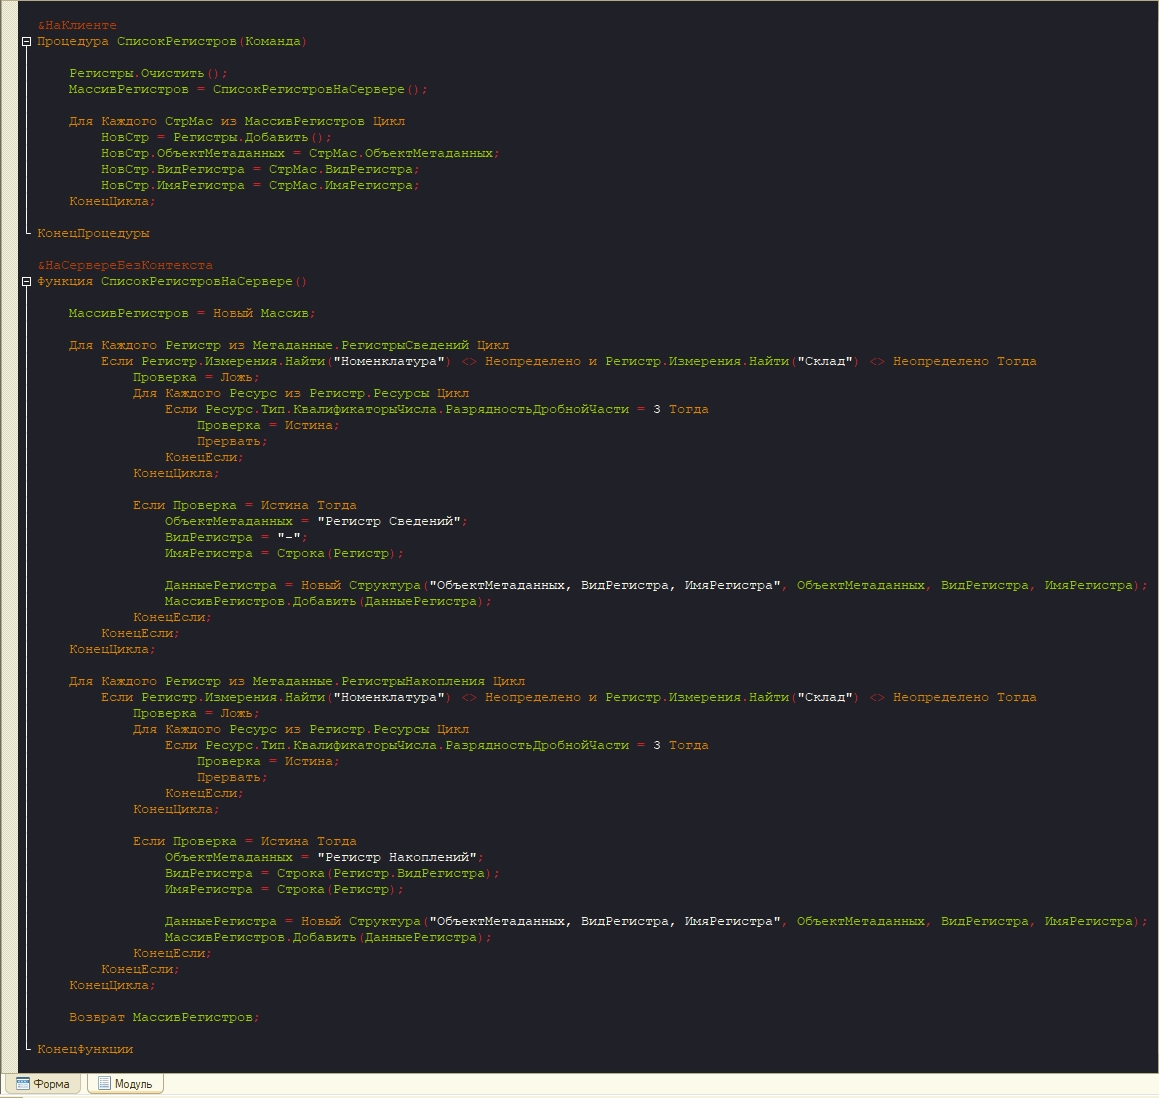 &НаКлиенте
Процедура СписокРегистров(Команда)
Регистры.Очистить();
МассивРегистров = СписокРегистровНаСервере();
Для Каждого СтрМас из МассивРегистров Цикл
НовСтр = Регистры.Добавить();
НовСтр.ОбъектМетаданных = СтрМас.ОбъектМетаданных;
НовСтр.ВидРегистра = СтрМас.ВидРегистра;
НовСтр.ИмяРегистра = СтрМас.ИмяРегистра;
КонецЦикла;
КонецПроцедуры
&НаСервереБезКонтекста
Функция СписокРегистровНаСервере()
МассивРегистров = Новый Массив;
Для Каждого Регистр из Метаданные.РегистрыСведений Цикл
Если Регистр.Измерения.Найти("Номенклатура") <> Неопределено и Регистр.Измерения.Найти("Склад") <> Неопределено Тогда
Проверка = Ложь;
Для Каждого Ресурс из Регистр.Ресурсы Цикл
Если Ресурс.Тип.КвалификаторыЧисла.РазрядностьДробнойЧасти = 3 Тогда
Проверка = Истина;
Прервать;
КонецЕсли;
КонецЦикла;
Если Проверка = Истина Тогда
ОбъектМетаданных = "Регистр Сведений";
ВидРегистра = "-";
ИмяРегистра = Строка(Регистр);
ДанныеРегистра = Новый Структура("ОбъектМетаданных, ВидРегистра, ИмяРегистра", ОбъектМетаданных, ВидРегистра, ИмяРегистра);
МассивРегистров.Добавить(ДанныеРегистра);
КонецЕсли;
КонецЕсли;
КонецЦикла;
Для Каждого Регистр из Метаданные.РегистрыНакопления Цикл
Если Регистр.Измерения.Найти("Номенклатура") <> Неопределено и Регистр.Измерения.Найти("Склад") <> Неопределено Тогда
Проверка = Ложь;
Для Каждого Ресурс из Регистр.Ресурсы Цикл
Если Ресурс.Тип.КвалификаторыЧисла.РазрядностьДробнойЧасти = 3 Тогда
Проверка = Истина;
Прервать;
КонецЕсли;
КонецЦикла;
Если Проверка = Истина Тогда
ОбъектМетаданных = "Регистр Накоплений";
ВидРегистра = Строка(Регистр.ВидРегистра);
ИмяРегистра = Строка(Регистр);
ДанныеРегистра = Новый Структура("ОбъектМетаданных, ВидРегистра, ИмяРегистра", ОбъектМетаданных, ВидРегистра, ИмяРегистра);
МассивРегистров.Добавить(ДанныеРегистра);
КонецЕсли;
КонецЕсли;
КонецЦикла;
Возврат МассивРегистров;
КонецФункции
Форма Модуль